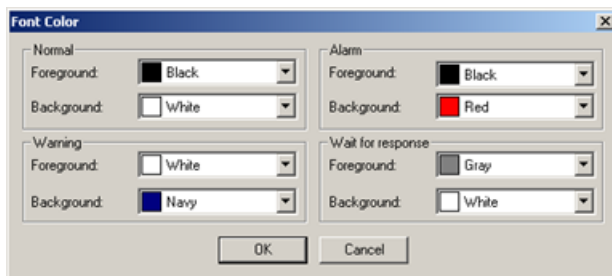 Font Color
Normal
Foreground: Black
Background: White
Alarm
Foreground: Black
Background: Red
Warning
Foreground: White
Background: Navy
Wait for response
Foreground: Gray
Background: White
OK Cancel